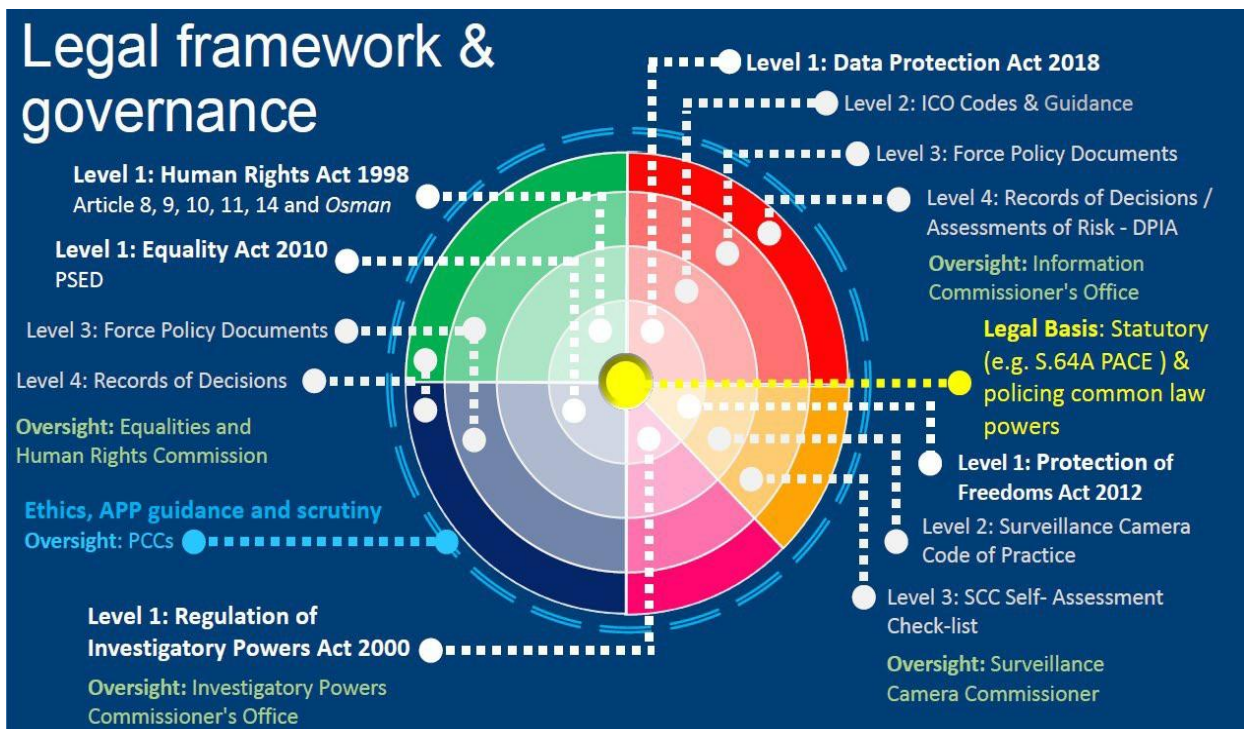 Legal framework &
governance
Level 1: Human Rights Act 1998
Article 8, 9, 10, 11, 14 and Osman
Level 1: Equality Act 2010
PSED
Level 3: Force Policy Documents
Level 4: Records of Decisions
Oversight: Equalities and
Human Rights Commission
Ethics, APP guidance and scrutiny
Oversight: PCCs
Level 1: Regulation of
Investigatory Powers Act 2000
Oversight: Investigatory Powers
Commissioner's Office
Level 1: Data Protection Act 2018
Level 2: ICO Codes & Guidance
Level 3: Force Policy Documents
Level 4: Records of Decisions /
Assessments of Risk - DPIA
Oversight: Information
Commissioner's Office
Legal Basis: Statutory
(e.g. S.64A PACE ) &
policing common law
powers
Level 1: Protection of
Freedoms Act 2012
Level 2: Surveillance Camera
Code of Practice
Level 3: SCC Self- Assessment
Check-list
Oversight: Surveillance
Camera Commissioner